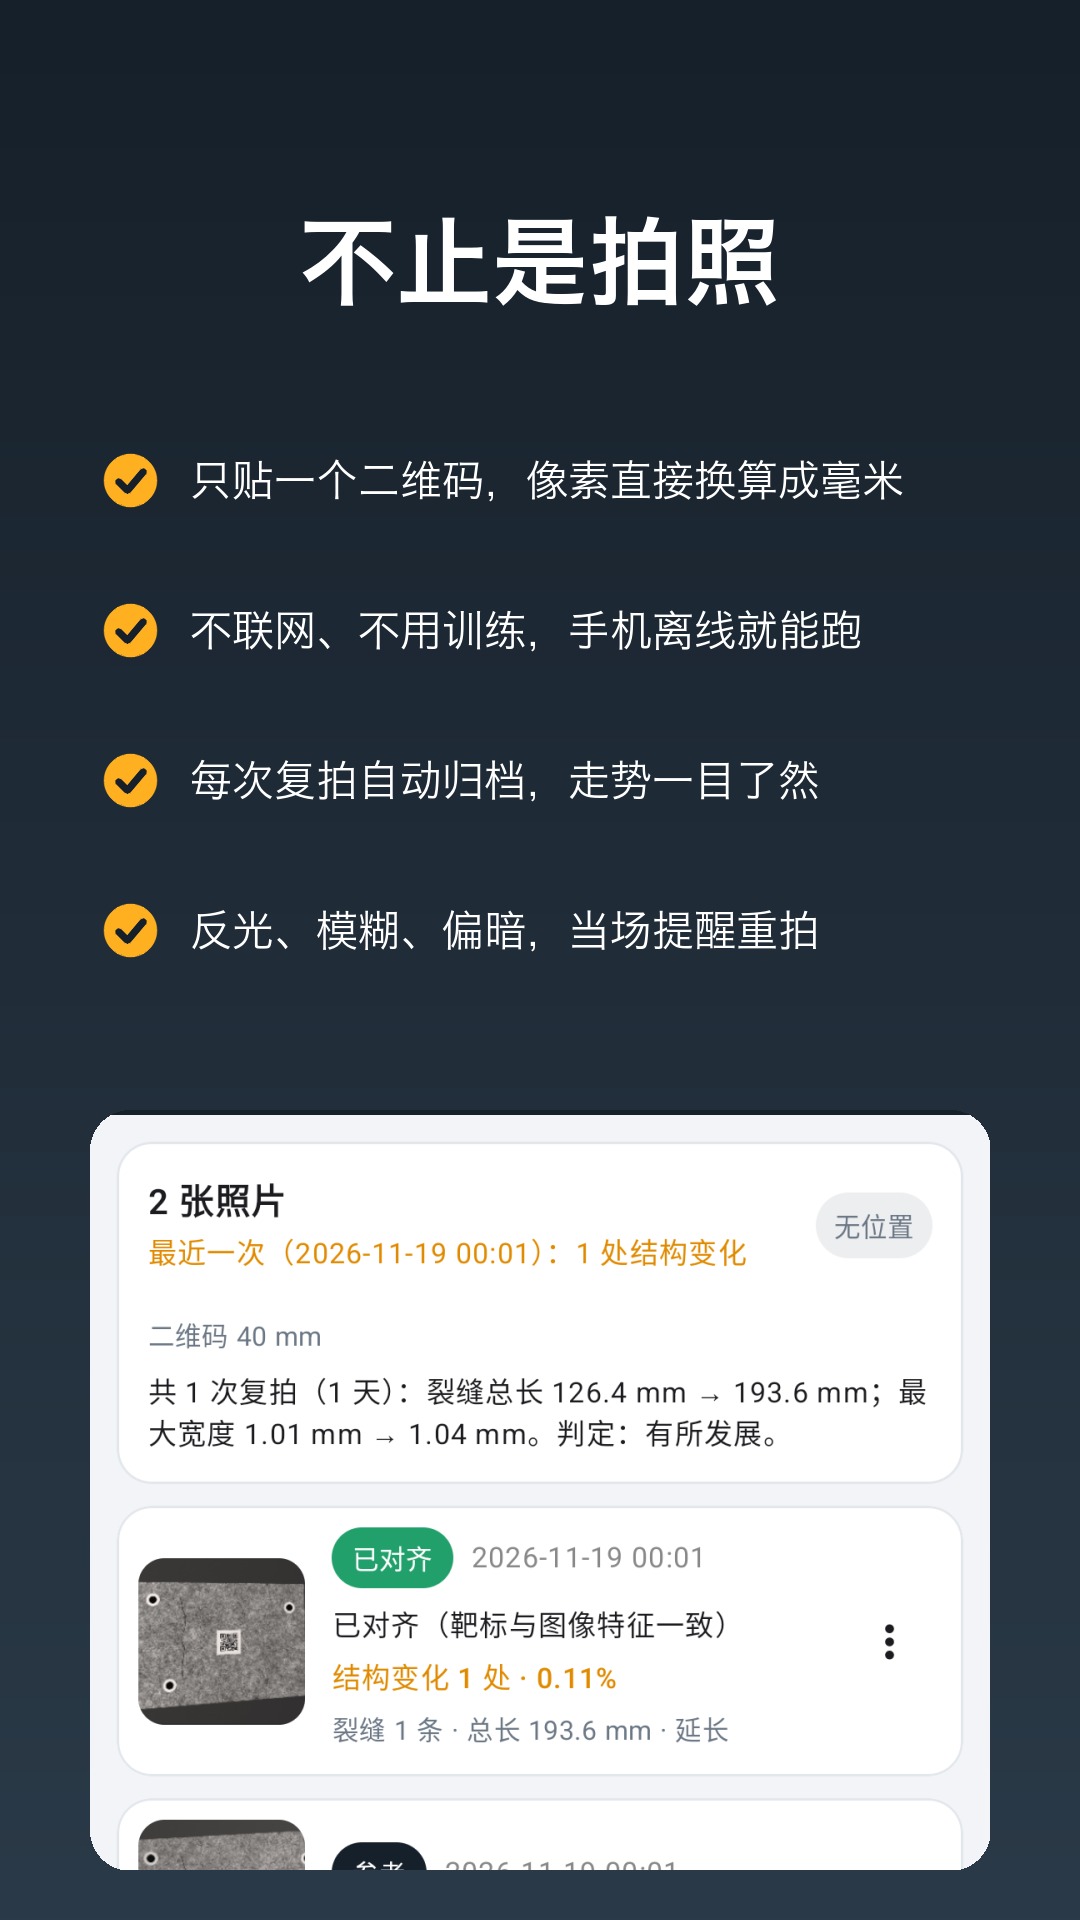 不止是拍照
只贴一个二维码，像素直接换算成毫米
不联网、不用训练，手机离线就能跑
每次复拍自动归档，走势一目了然
反光、模糊、偏暗，当场提醒重拍
2 张照片
无位置
最近一次（2026-11-19 00:01）：1 处结构变化
二维码 40 mm
共 1 次复拍（1 天）：裂缝总长 126.4 mm → 193.6 mm；最
大宽度 1.01 mm → 1.04 mm。判定：有所发展。
已对齐 2026-11-19 00:01
已对齐（靶标与图像特征一致）
结构变化 1 处 · 0.11%
裂缝 1 条 · 总长 193.6 mm · 延长
参考 2026-11-19 00:01